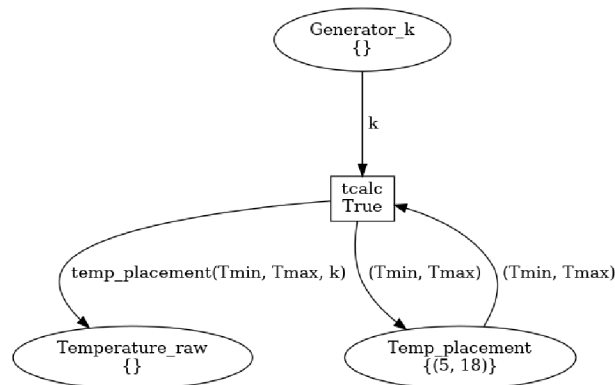 Generator_k
{}
k
tcalc
True
temp_placement(Tmin, Tmax, k)
(Tmin, Tmax)
(Tmin, Tmax)
Temperature_raw
{}
Temp_placement
{(5, 18)}